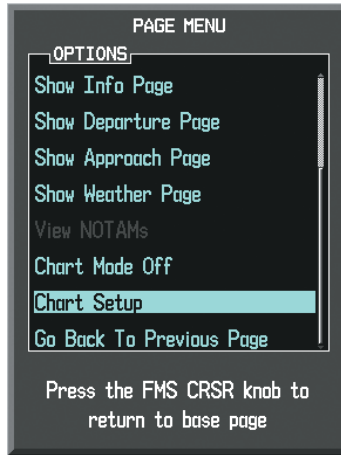 PAGE MENU
OPTIONS
Show Info Page
Show Departure Page
Show Approach Page
Show Weather Page
View NOTAMs
Chart Mode Off
Chart Setup
Go Back To Previous Page
Press the FMS CRSR knob to
return to base page